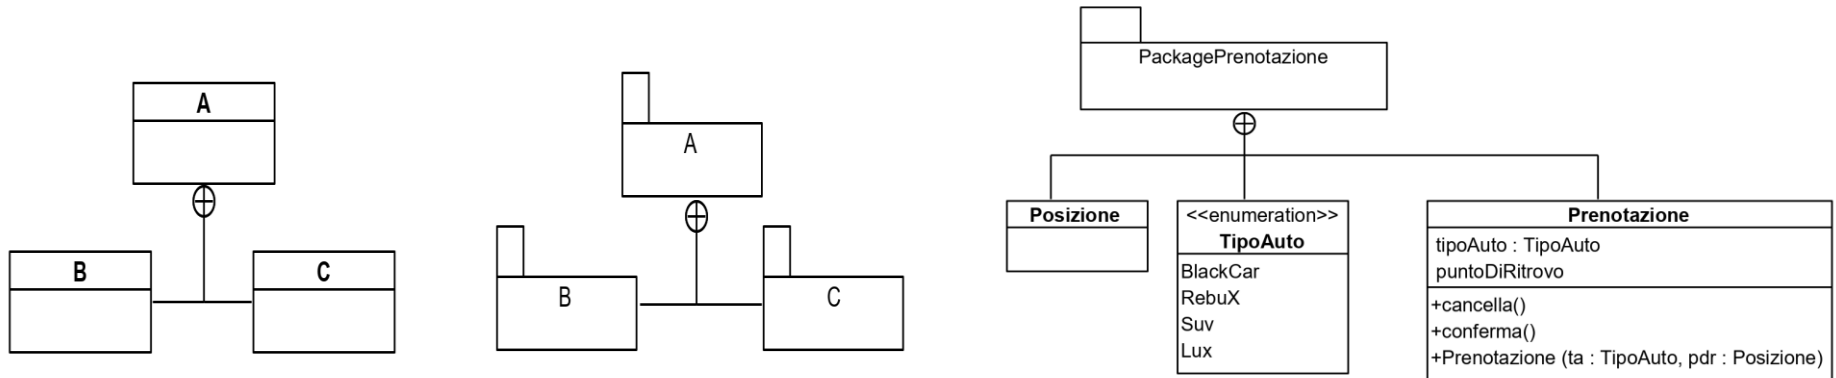 A
B
C
A
B
C
PackagePrenotazione
Posizione
<<enumeration>>
TipoAuto
BlackCar
RebuX
Suv
Lux
Prenotazione
tipoAuto : TipoAuto
puntoDiRitrovo
+cancella()
+conferma()
+Prenotazione (ta : TipoAuto, pdr : Posizione)